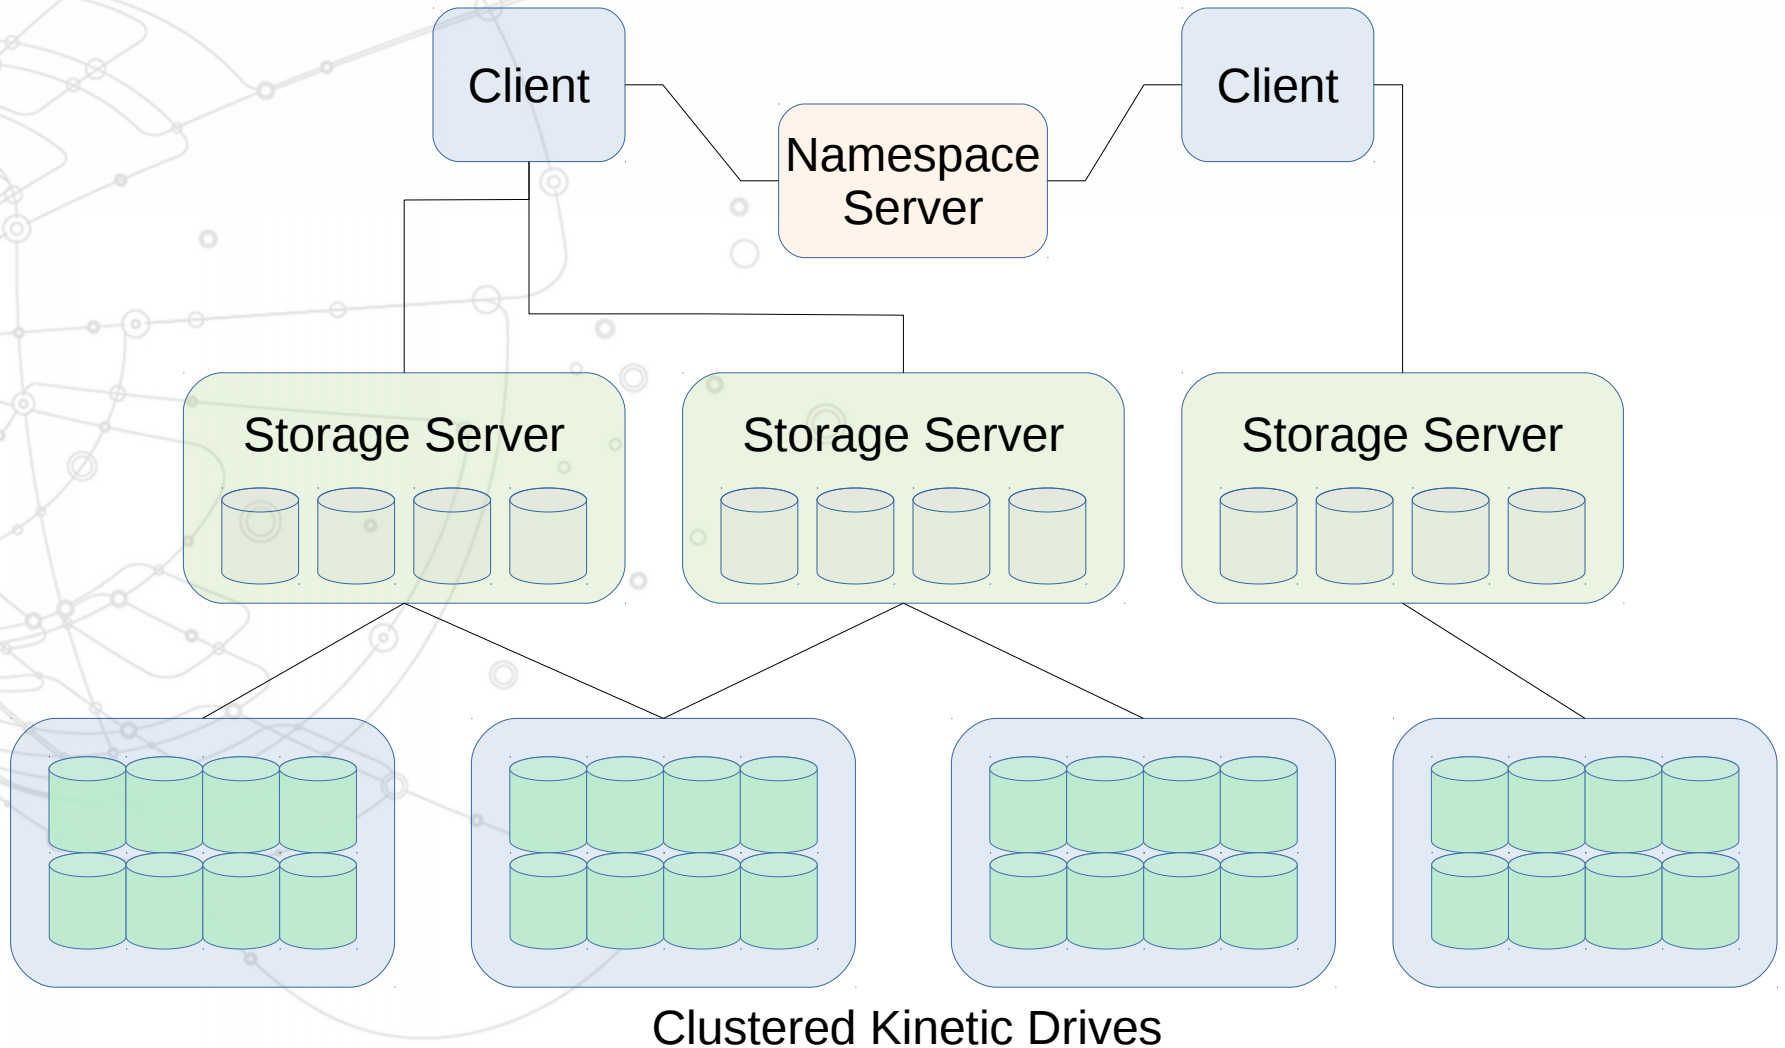 Client
Client
Namespace
Server
Storage Server
Storage Server
Storage Server
Clustered Kinetic Drives